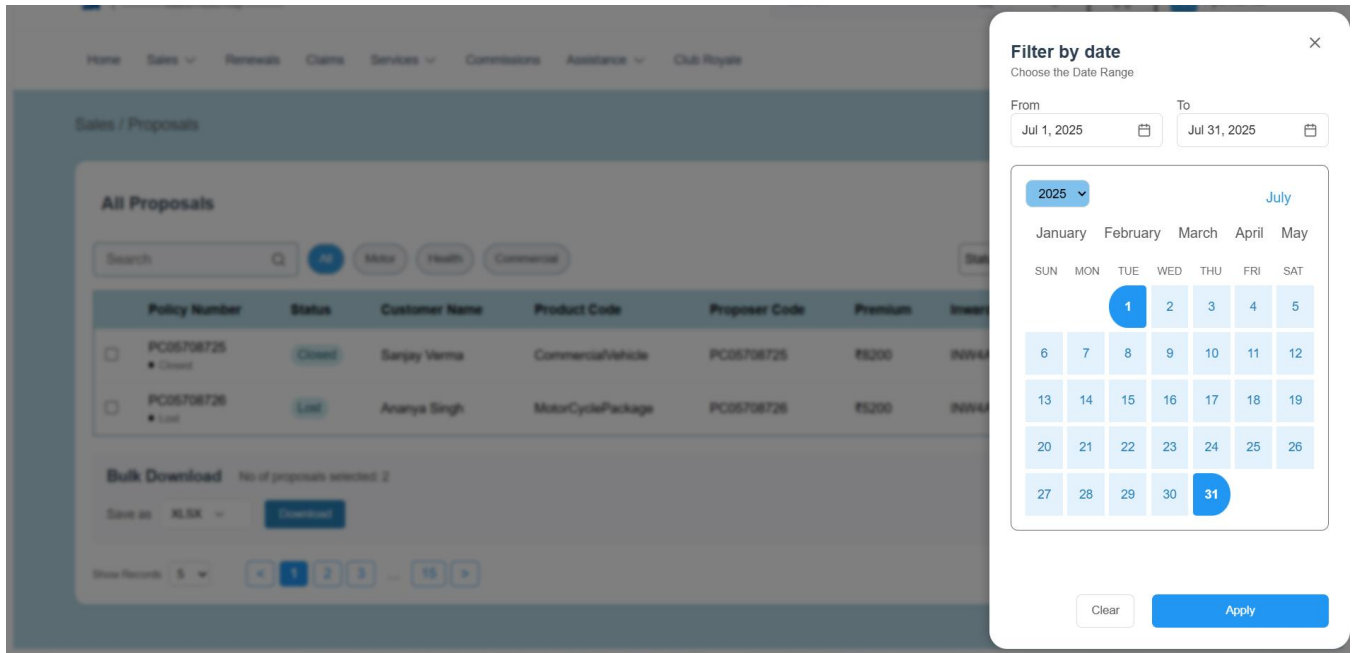 Home Sales Renewals Claims Services Commissions Assistance Club Royale
Sales / Proposals
All Proposals
Search All Motor Health Commercial
Policy Number Status Customer Name Product Code Proposer Code Premium
PC05708725 Closed Sanjay Verma CommercialVehicle PC05708725 ₹8200
Closed
PC05708726 Lost Ananya Singh MotorCyclePackage PC05708726 ₹5200
Lost
Bulk Download No of proposals selected: 2
Save as XLSX Download
Show Records 5 < 1 2 3 ... 15 >
Filter by date
Choose the Date Range
From To
Jul 1, 2025 Jul 31, 2025
2025 July
January February March April May
SUN MON TUE WED THU FRI SAT
1 2 3 4 5
6 7 8 9 10 11 12
13 14 15 16 17 18 19
20 21 22 23 24 25 26
27 28 29 30 31
Clear Apply